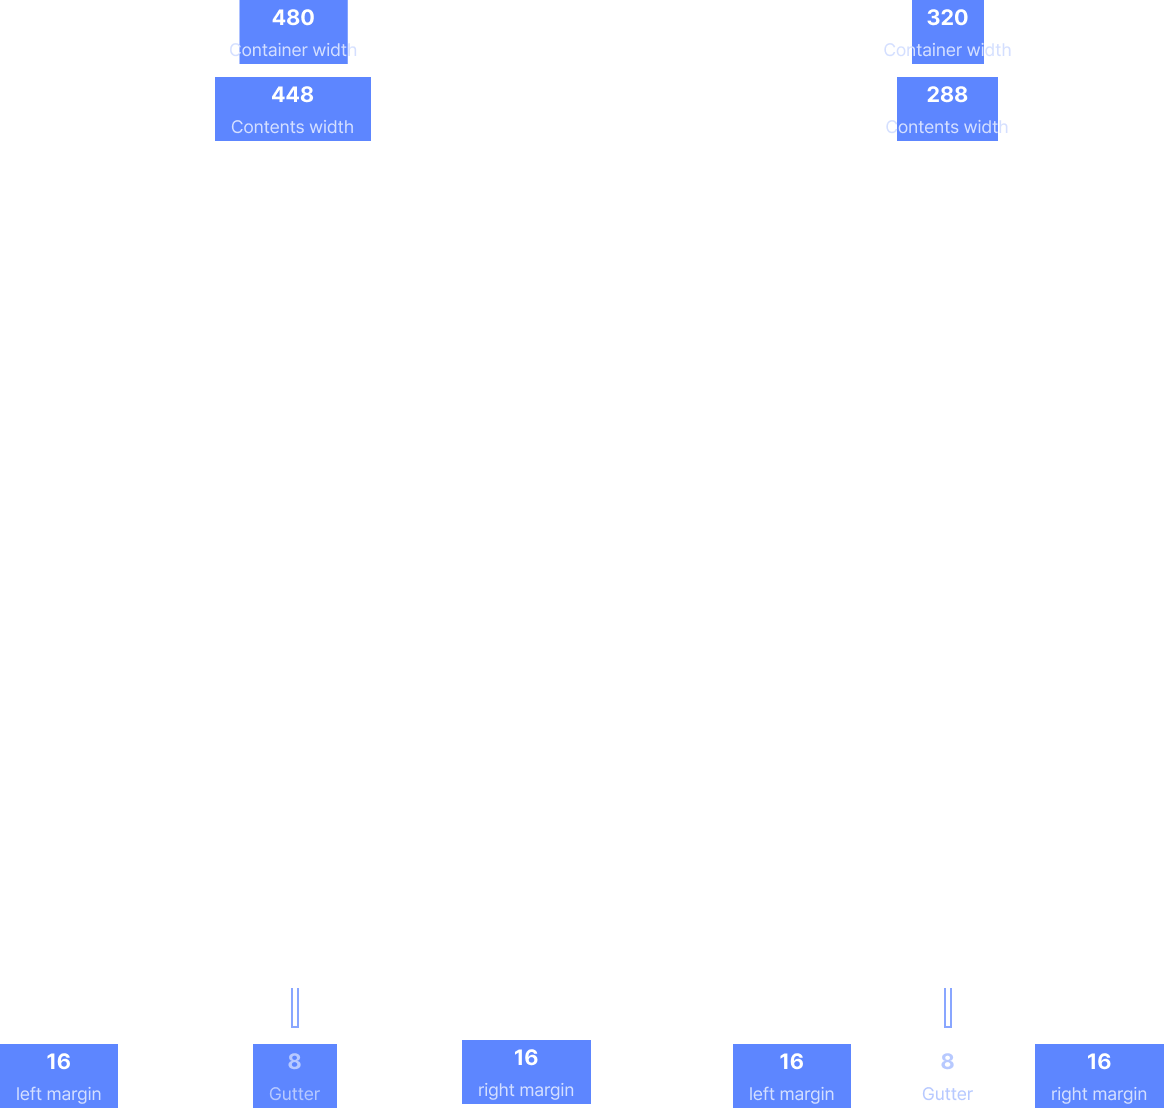 480
Container width
448
Contents width
320
Container width
288
Contents width
16
left margin
8
Gutter
16
right margin
16
left margin
8
Gutter
16
right margin